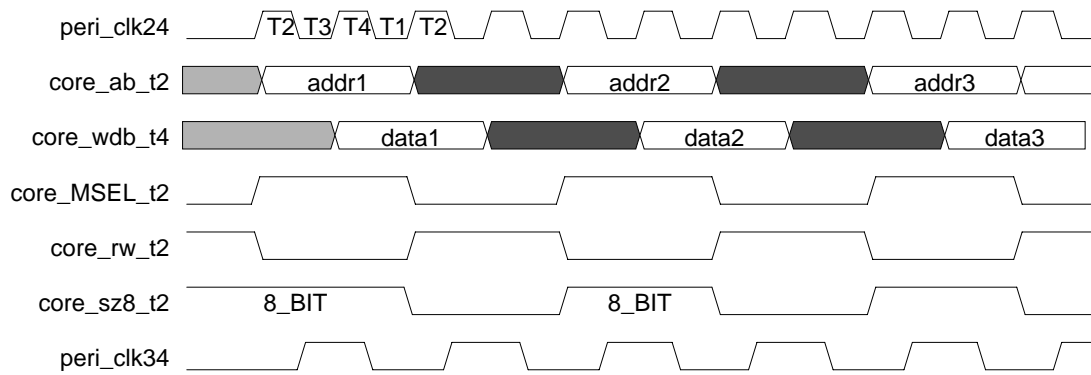 peri_clk24 T2 T3 T4 T1 T2
core_ab_t2 addr1 addr2 addr3
core_wdb_t4 data1 data2 data3
core_MSEL_t2
core_rw_t2
core_sz8_t2 8_BIT 8_BIT
peri_clk34